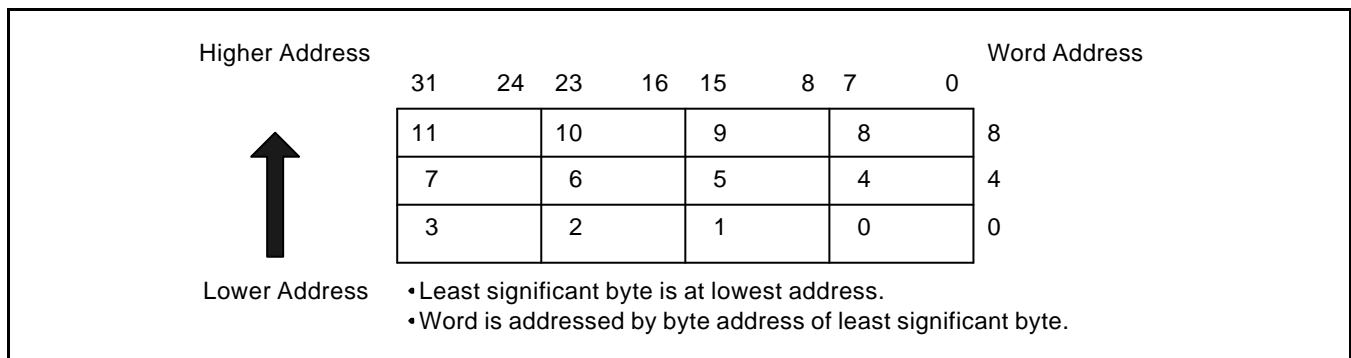 Higher Address Word Address
31 24 23 16 15 8 7 0
11 10 9 8 8
7 6 5 4 4
3 2 1 0 0
Lower Address •Least significant byte is at lowest address.
•Word is addressed by byte address of least significant byte.